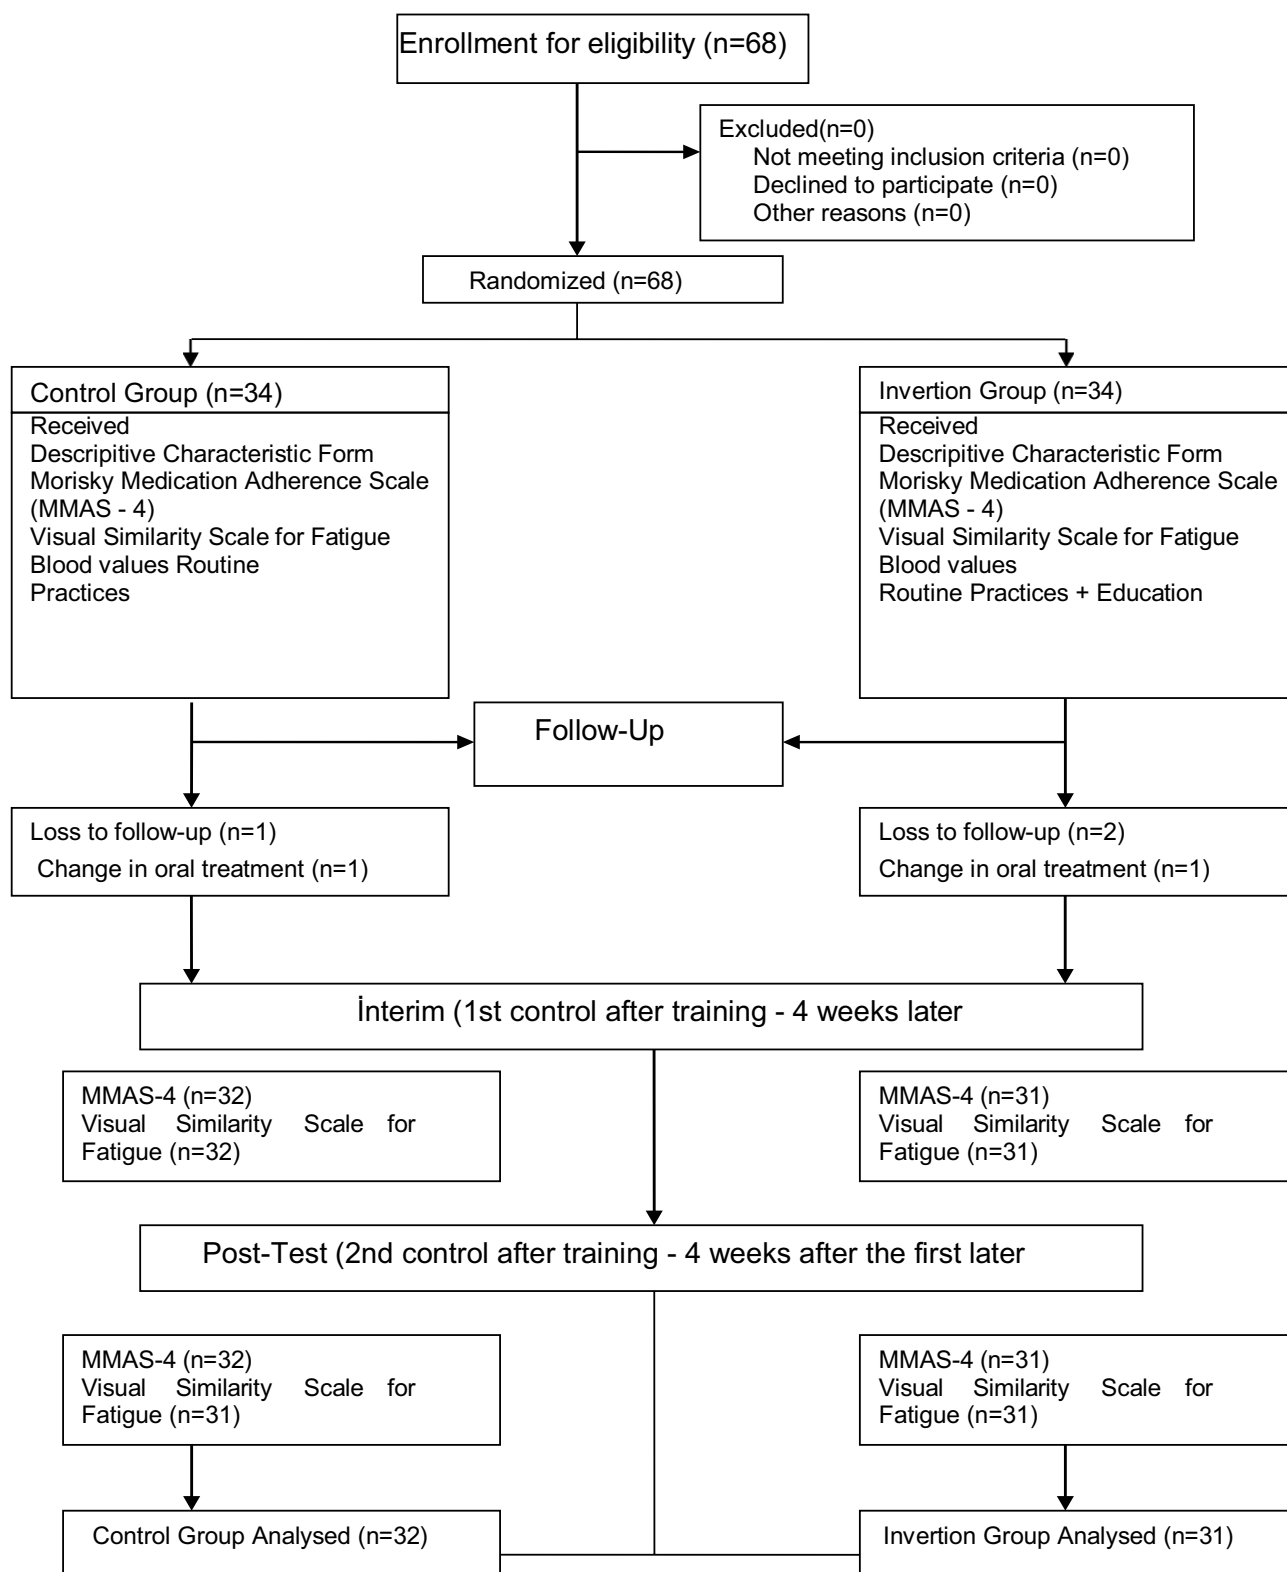 Enrollment for eligibility (n=68)
Excluded(n=0)
Not meeting inclusion criteria (n=0)
Declined to participate (n=0)
Other reasons (n=0)
Randomized (n=68)
Control Group (n=34)
Received
Descripitive Characteristic Form
Morisky Medication Adherence Scale
(MMAS - 4)
Visual Similarity Scale for Fatigue
Blood values Routine
Practices
Invertion Group (n=34)
Received
Descripitive Characteristic Form
Morisky Medication Adherence Scale
(MMAS - 4)
Visual Similarity Scale for Fatigue
Blood values
Routine Practices + Education
Follow-Up
Loss to follow-up (n=1)
Change in oral treatment (n=1)
Loss to follow-up (n=2)
Change in oral treatment (n=1)
İnterim (1st control after training - 4 weeks later
MMAS-4 (n=32)
Visual Similarity Scale for
Fatigue (n=32)
MMAS-4 (n=31)
Visual Similarity Scale for
Fatigue (n=31)
Post-Test (2nd control after training - 4 weeks after the first later
MMAS-4 (n=32)
Visual Similarity Scale for
Fatigue (n=31)
MMAS-4 (n=31)
Visual Similarity Scale for
Fatigue (n=31)
Control Group Analysed (n=32)
Invertion Group Analysed (n=31)